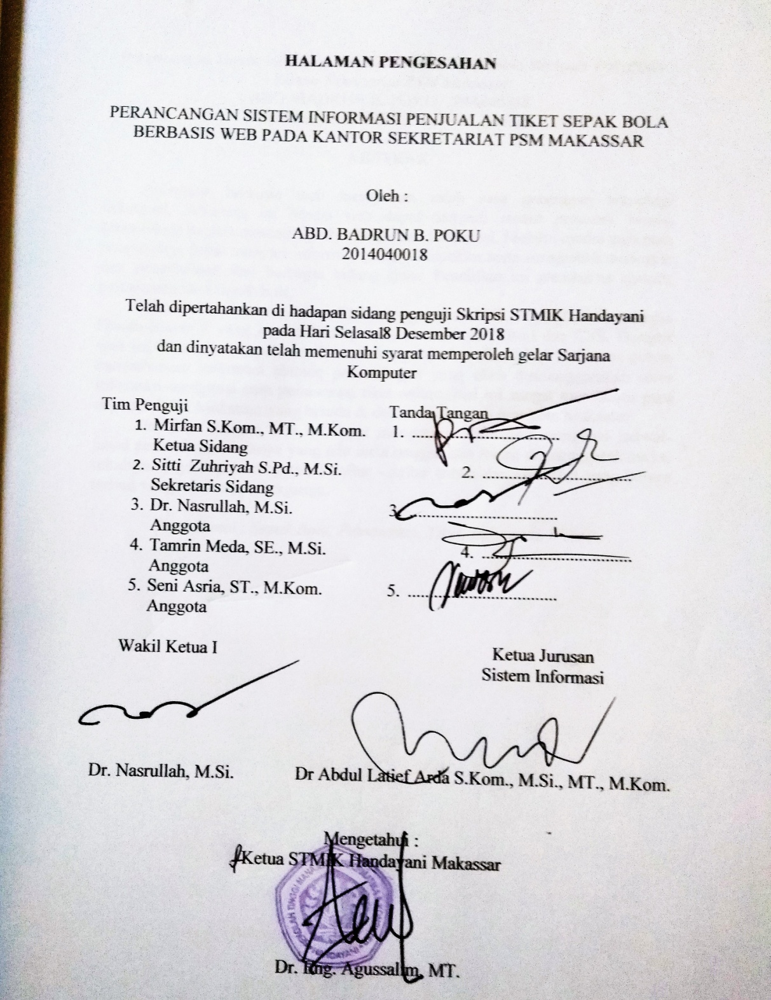 HALAMAN PENGESAHAN
PERANCANGAN SISTEM INFORMASI PENJUALAN TIKET SEPAK BOLA
BERBASIS WEB PADA KANTOR SEKRETARIAT PSM MAKASSAR
Oleh :
ABD. BADRUN B. POKU
2014040018
Telah dipertahankan di hadapan sidang penguji Skripsi STMIK Handayani
pada Hari Selasa18 Desember 2018
dan dinyatakan telah memenuhi syarat memperoleh gelar Sarjana
Komputer
Tim Penguji
Tanda Tangan
1. Mirfan S.Kom., MT., M.Kom.
1. ..................................
Ketua Sidang
2. Sitti Zuhriyah S.Pd., M.Si.
2. ..................................
Sekretaris Sidang
3. Dr. Nasrullah, M.Si.
3. ..................................
Anggota
4. Tamrin Meda, SE., M.Si.
4. ..................................
Anggota
5. Seni Asria, ST., M.Kom.
5. ..................................
Anggota
Wakil Ketua I
Ketua Jurusan
Sistem Informasi
Dr. Nasrullah, M.Si.
Dr Abdul Latief Arda S.Kom., M.Si., MT., M.Kom.
Mengetahui :
Ketua STMIK Handayani Makassar
Dr. Eng. Agussalim, MT.